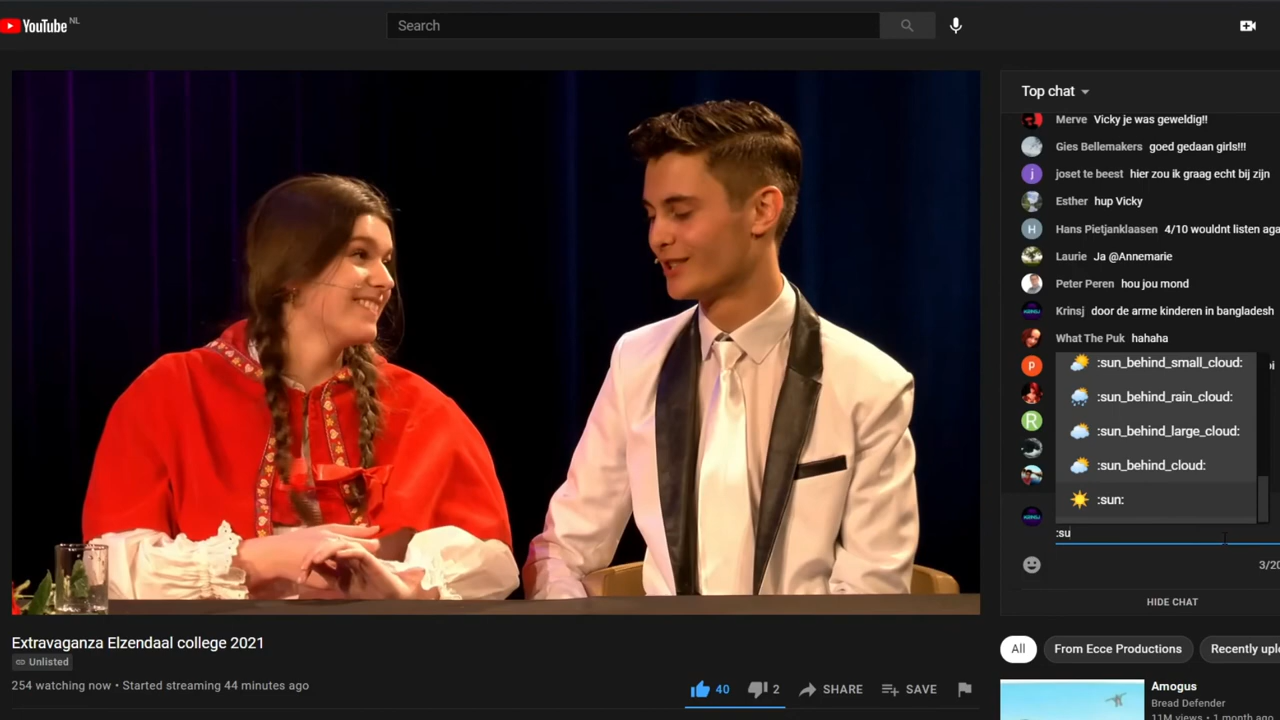 YouTube NL
Search
Top chat
Merve Vicky je was geweldig!!
Gies Bellemakers goed gedaan girls!!!
joset te beest hier zou ik graag echt bij zijn
Esther hup Vicky
Hans Pietjanklaasen 4/10 wouldnt listen aga
Laurie Ja @Annemarie
Peter Peren hou jou mond
Krinsj door de arme kinderen in bangladesh
What The Puk hahaha
:sun_behind_small_cloud:
:sun_behind_rain_cloud:
:sun_behind_large_cloud:
:sun_behind_cloud:
:sun:
:su
3/20
HIDE CHAT
Extravaganza Elzendaal college 2021
Unlisted
254 watching now • Started streaming 44 minutes ago
40 2 SHARE SAVE
All From Ecce Productions Recently uplo
Amogus
Bread Defender
11M views • 1 month ago